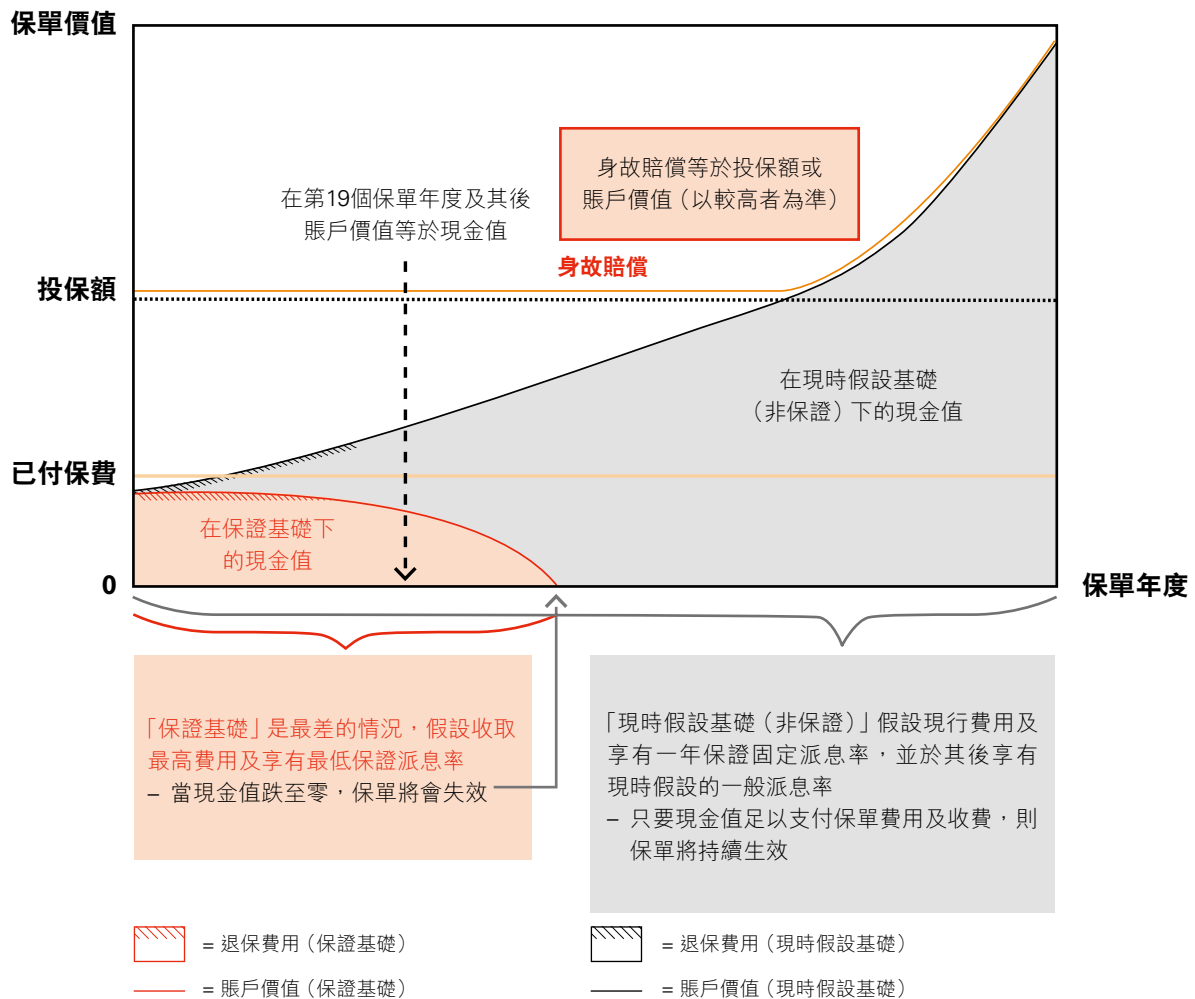 保單價值
身故賠償等於投保額或
賬戶價值（以較高者為準）
在第19個保單年度及其後
賬戶價值等於現金值
身故賠償
投保額
在現時假設基礎
（非保證）下的現金值
已付保費
在保證基礎下
的現金值
0
保單年度
「保證基礎」是最差的情況，假設收取
最高費用及享有最低保證派息率
– 當現金值跌至零，保單將會失效
「現時假設基礎（非保證）」假設現行費用及
享有一年保證固定派息率，並於其後享有
現時假設的一般派息率
– 只要現金值足以支付保單費用及收費，則
保單將持續生效
= 退保費用（保證基礎）
= 退保費用（現時假設基礎）
= 賬戶價值（保證基礎）
= 賬戶價值（現時假設基礎）